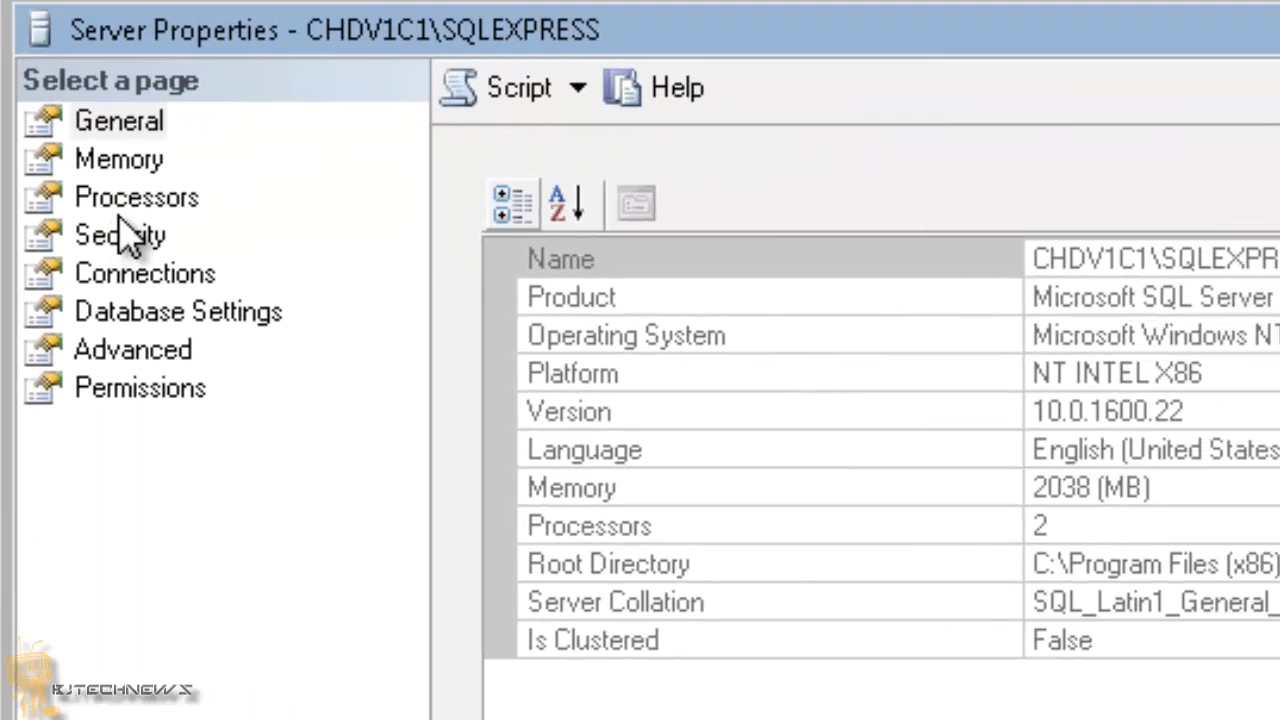 Server Properties - CHDV1C1\SQLEXPRESS
Select a page
General
Memory
Processors
Security
Connections
Database Settings
Advanced
Permissions
Script
Help
Name CHDV1C1\SQLEXPR
Product Microsoft SQL Server
Operating System Microsoft Windows NT
Platform NT INTEL X86
Version 10.0.1600.22
Language English (United States
Memory 2038 (MB)
Processors 2
Root Directory C:\Program Files (x86)
Server Collation SQL_Latin1_General_
Is Clustered False
BJTECHNEWS